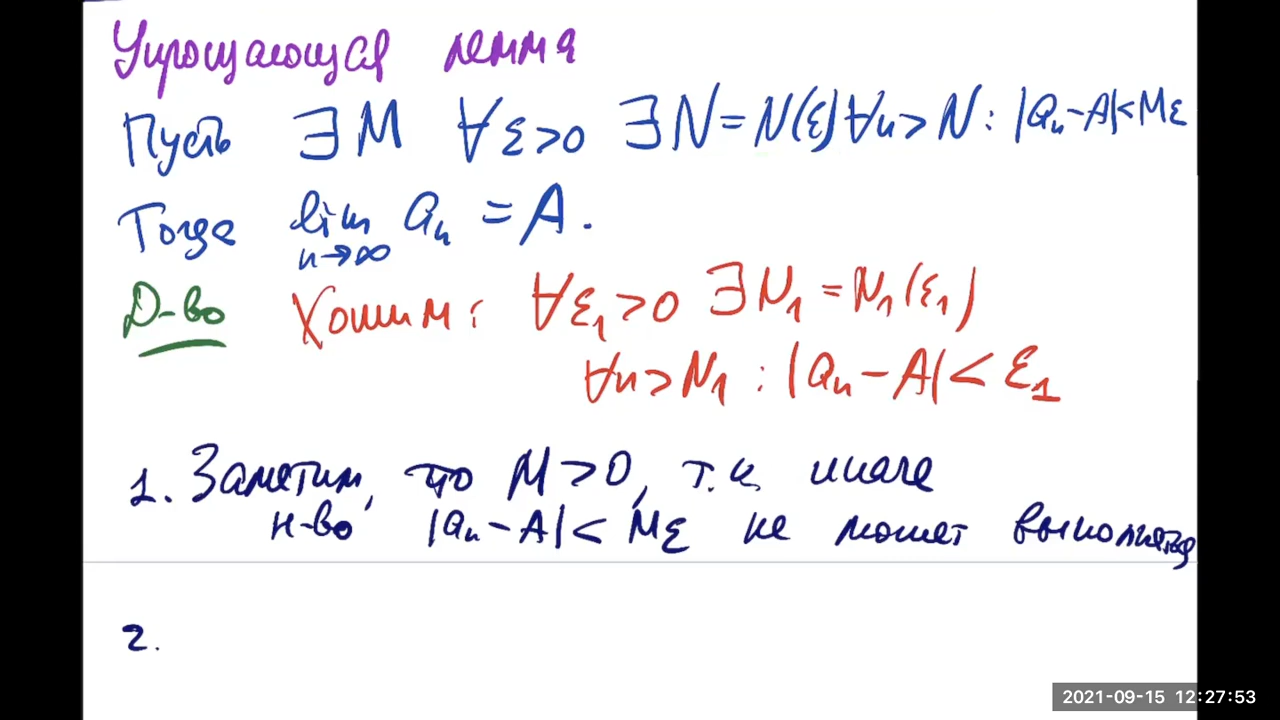 Упрощающая лемма
Пусть ∃M ∀ε>0 ∃N=N(ε) ∀n>N: |aₙ-A|<Mε
Тогда lim aₙ = A.
n→∞
Д-во Хотим: ∀ε₁>0 ∃N₁=N₁(ε₁)
∀n>N₁: |aₙ-A|<ε₁
1. Заметим, что M>0, т.к. иначе
н-во |aₙ-A|<Mε не может выполняться
2.
2021-09-15 12:27:53